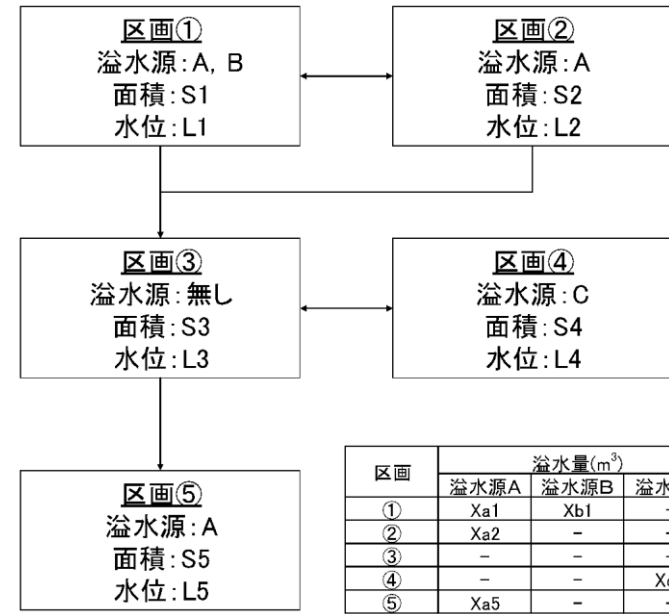 区画①
溢水源:A, B
面積:S1
水位:L1
区画②
溢水源:A
面積:S2
水位:L2
区画③
溢水源:無し
面積:S3
水位:L3
区画④
溢水源:C
面積:S4
水位:L4
区画⑤
溢水源:A
面積:S5
水位:L5
区画 溢水量(m³)
溢水源A 溢水源B
① Xa1 Xb1 -
② Xa2 - -
③ - - -
④ - -
⑤ Xa5 - -